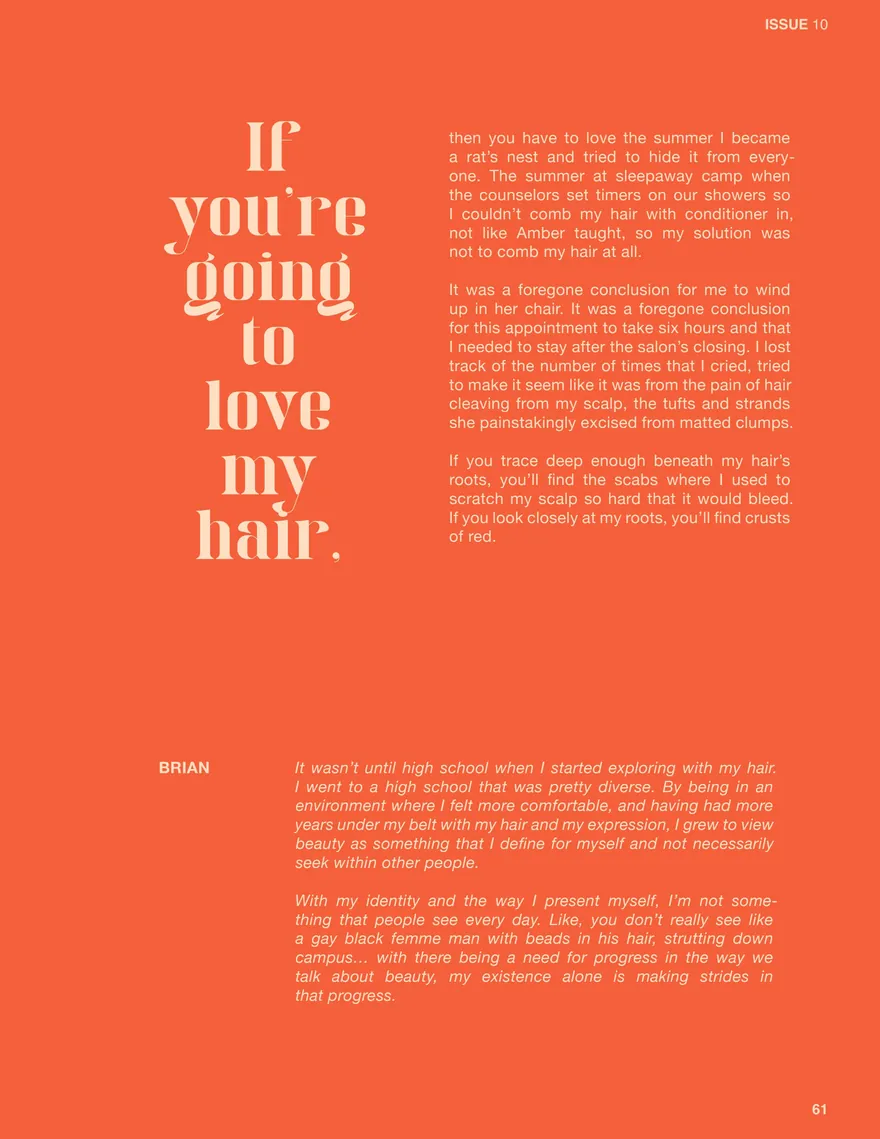 ISSUE 10
If
you’re
going
to
love
my
hair,
then you have to love the summer I became
a rat’s nest and tried to hide it from every-
one. The summer at sleepaway camp when
the counselors set timers on our showers so
I couldn’t comb my hair with conditioner in,
not like Amber taught, so my solution was
not to comb my hair at all.
It was a foregone conclusion for me to wind
up in her chair. It was a foregone conclusion
for this appointment to take six hours and that
I needed to stay after the salon’s closing. I lost
track of the number of times that I cried, tried
to make it seem like it was from the pain of hair
cleaving from my scalp, the tufts and strands
she painstakingly excised from matted clumps.
If you trace deep enough beneath my hair’s
roots, you’ll find the scabs where I used to
scratch my scalp so hard that it would bleed.
If you look closely at my roots, you’ll find crusts
of red.
BRIAN
It wasn’t until high school when I started exploring with my hair.
I went to a high school that was pretty diverse. By being in an
environment where I felt more comfortable, and having had more
years under my belt with my hair and my expression, I grew to view
beauty as something that I define for myself and not necessarily
seek within other people.
With my identity and the way I present myself, I’m not some-
thing that people see every day. Like, you don’t really see like
a gay black femme man with beads in his hair, strutting down
campus… with there being a need for progress in the way we
talk about beauty, my existence alone is making strides in
that progress.
61